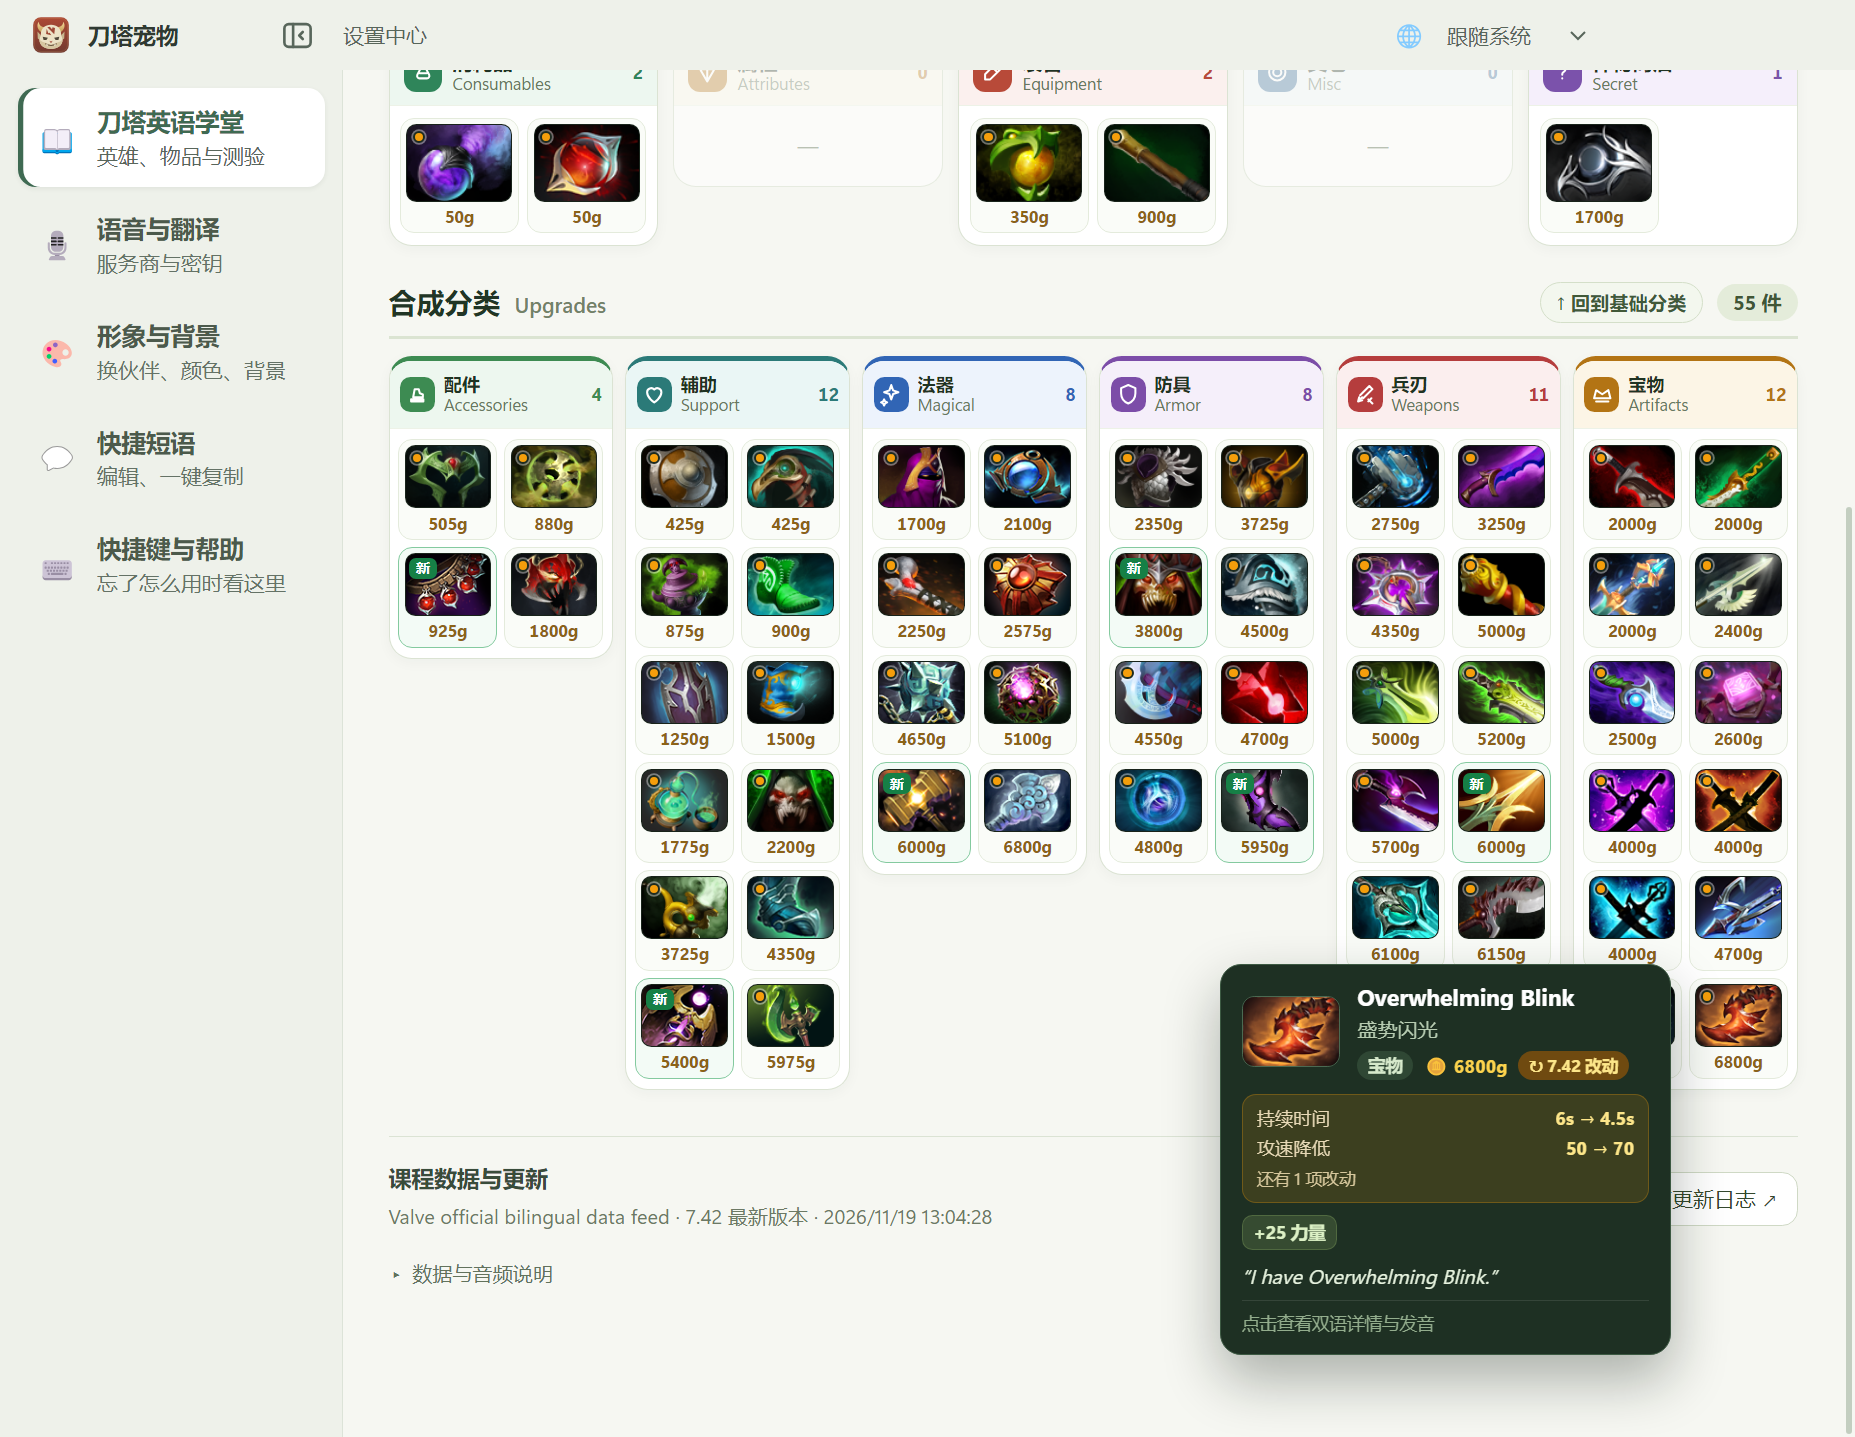 刀塔宠物
设置中心
跟随系统
刀塔英语学堂
英雄、物品与测验
语音与翻译
服务商与密钥
形象与背景
换伙伴、颜色、背景
快捷短语
编辑、一键复制
快捷键与帮助
忘了怎么用时看这里
Consumables
2
Attributes
0
Equipment
2
Misc
0
Secret
1
50g
50g
—
350g
900g
—
1700g
合成分类 Upgrades
↑ 回到基础分类
55 件
配件
Accessories
4
505g
880g
新
925g
1800g
辅助
Support
12
425g
425g
875g
900g
1250g
1500g
1775g
2200g
3725g
4350g
新
5400g
5975g
法器
Magical
8
1700g
2100g
2250g
2575g
4650g
5100g
新
6000g
6800g
防具
Armor
8
2350g
3725g
新
3800g
4500g
4550g
4700g
4800g
新
5950g
兵刃
Weapons
11
2750g
3250g
4350g
5000g
5000g
5200g
5700g
新
6000g
6100g
6150g
宝物
Artifacts
12
2000g
2000g
2000g
2400g
2500g
2600g
4000g
4000g
4000g
4700g
6800g
Overwhelming Blink
盛势闪光
宝物 6800g ↻ 7.42 改动
持续时间 6s → 4.5s
攻速降低 50 → 70
还有 1 项改动
+25 力量
“I have Overwhelming Blink.”
点击查看双语详情与发音
课程数据与更新
Valve official bilingual data feed · 7.42 最新版本 · 2026/11/19 13:04:28
更新日志 ↗
▸ 数据与音频说明